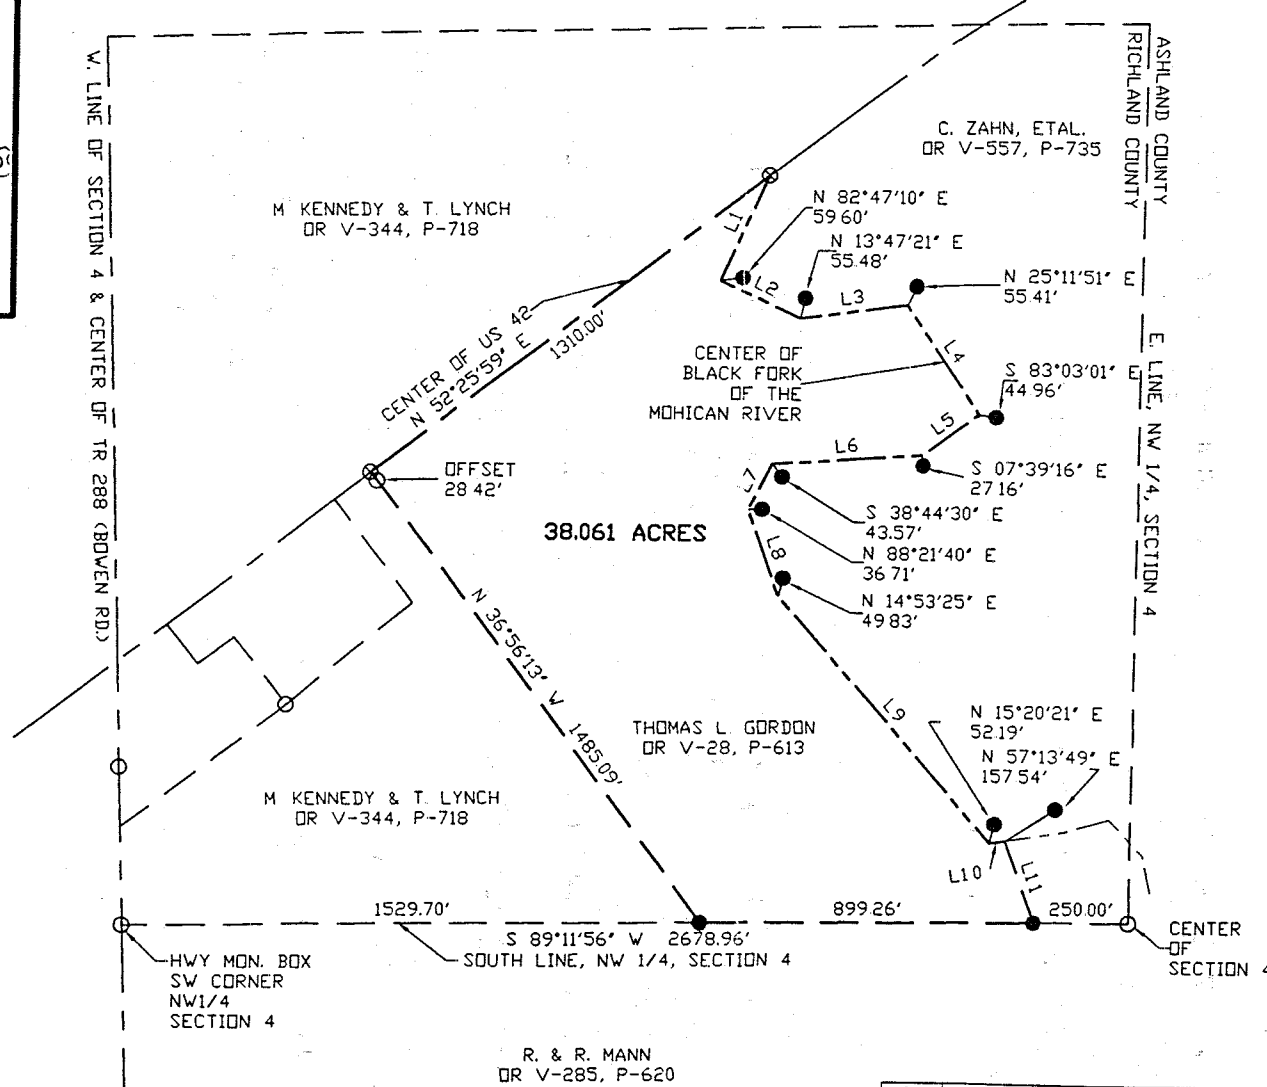 ASHLAND COUNTY
RICHLAND COUNTY
W. LINE OF SECTION 4 & CENTER OF TR 288 (BOWEN RD.)
C. ZAHN, ETAL.
OR V-557, P-735
M KENNEDY & T. LYNCH
OR V-344, P-718
L1
N 82°47'10" E
59.60'
N 13°47'21" E
55.48'
L2
L3
N 25°11'51" E
55.41'
CENTER OF US 42
N 52°25'59" E
1310.00'
CENTER OF
BLACK FORK
OF THE
MOHICAN RIVER
L4
S 83°03'01" E
44.96'
E. LINE, NW 1/4, SECTION 4
L5
L6
OFFSET
28.42'
S 07°39'16" E
27.16'
L7
S 38°44'30" E
43.57'
38.061 ACRES
L8
N 88°21'40" E
36.71'
N 14°53'25" E
49.83'
N 36°56'13" W 1485.09'
L9
THOMAS L. GORDON
OR V-28, P-613
N 15°20'21" E
52.19'
N 57°13'49" E
157.54'
M KENNEDY & T. LYNCH
OR V-344, P-718
L10
L11
1529.70'
899.26'
250.00'
S 89°11'56" W 2678.96'
SOUTH LINE, NW 1/4, SECTION 4
CENTER
OF
SECTION 4
HWY MON. BOX
SW CORNER
NW1/4
SECTION 4
R. & R. MANN
OR V-285, P-620